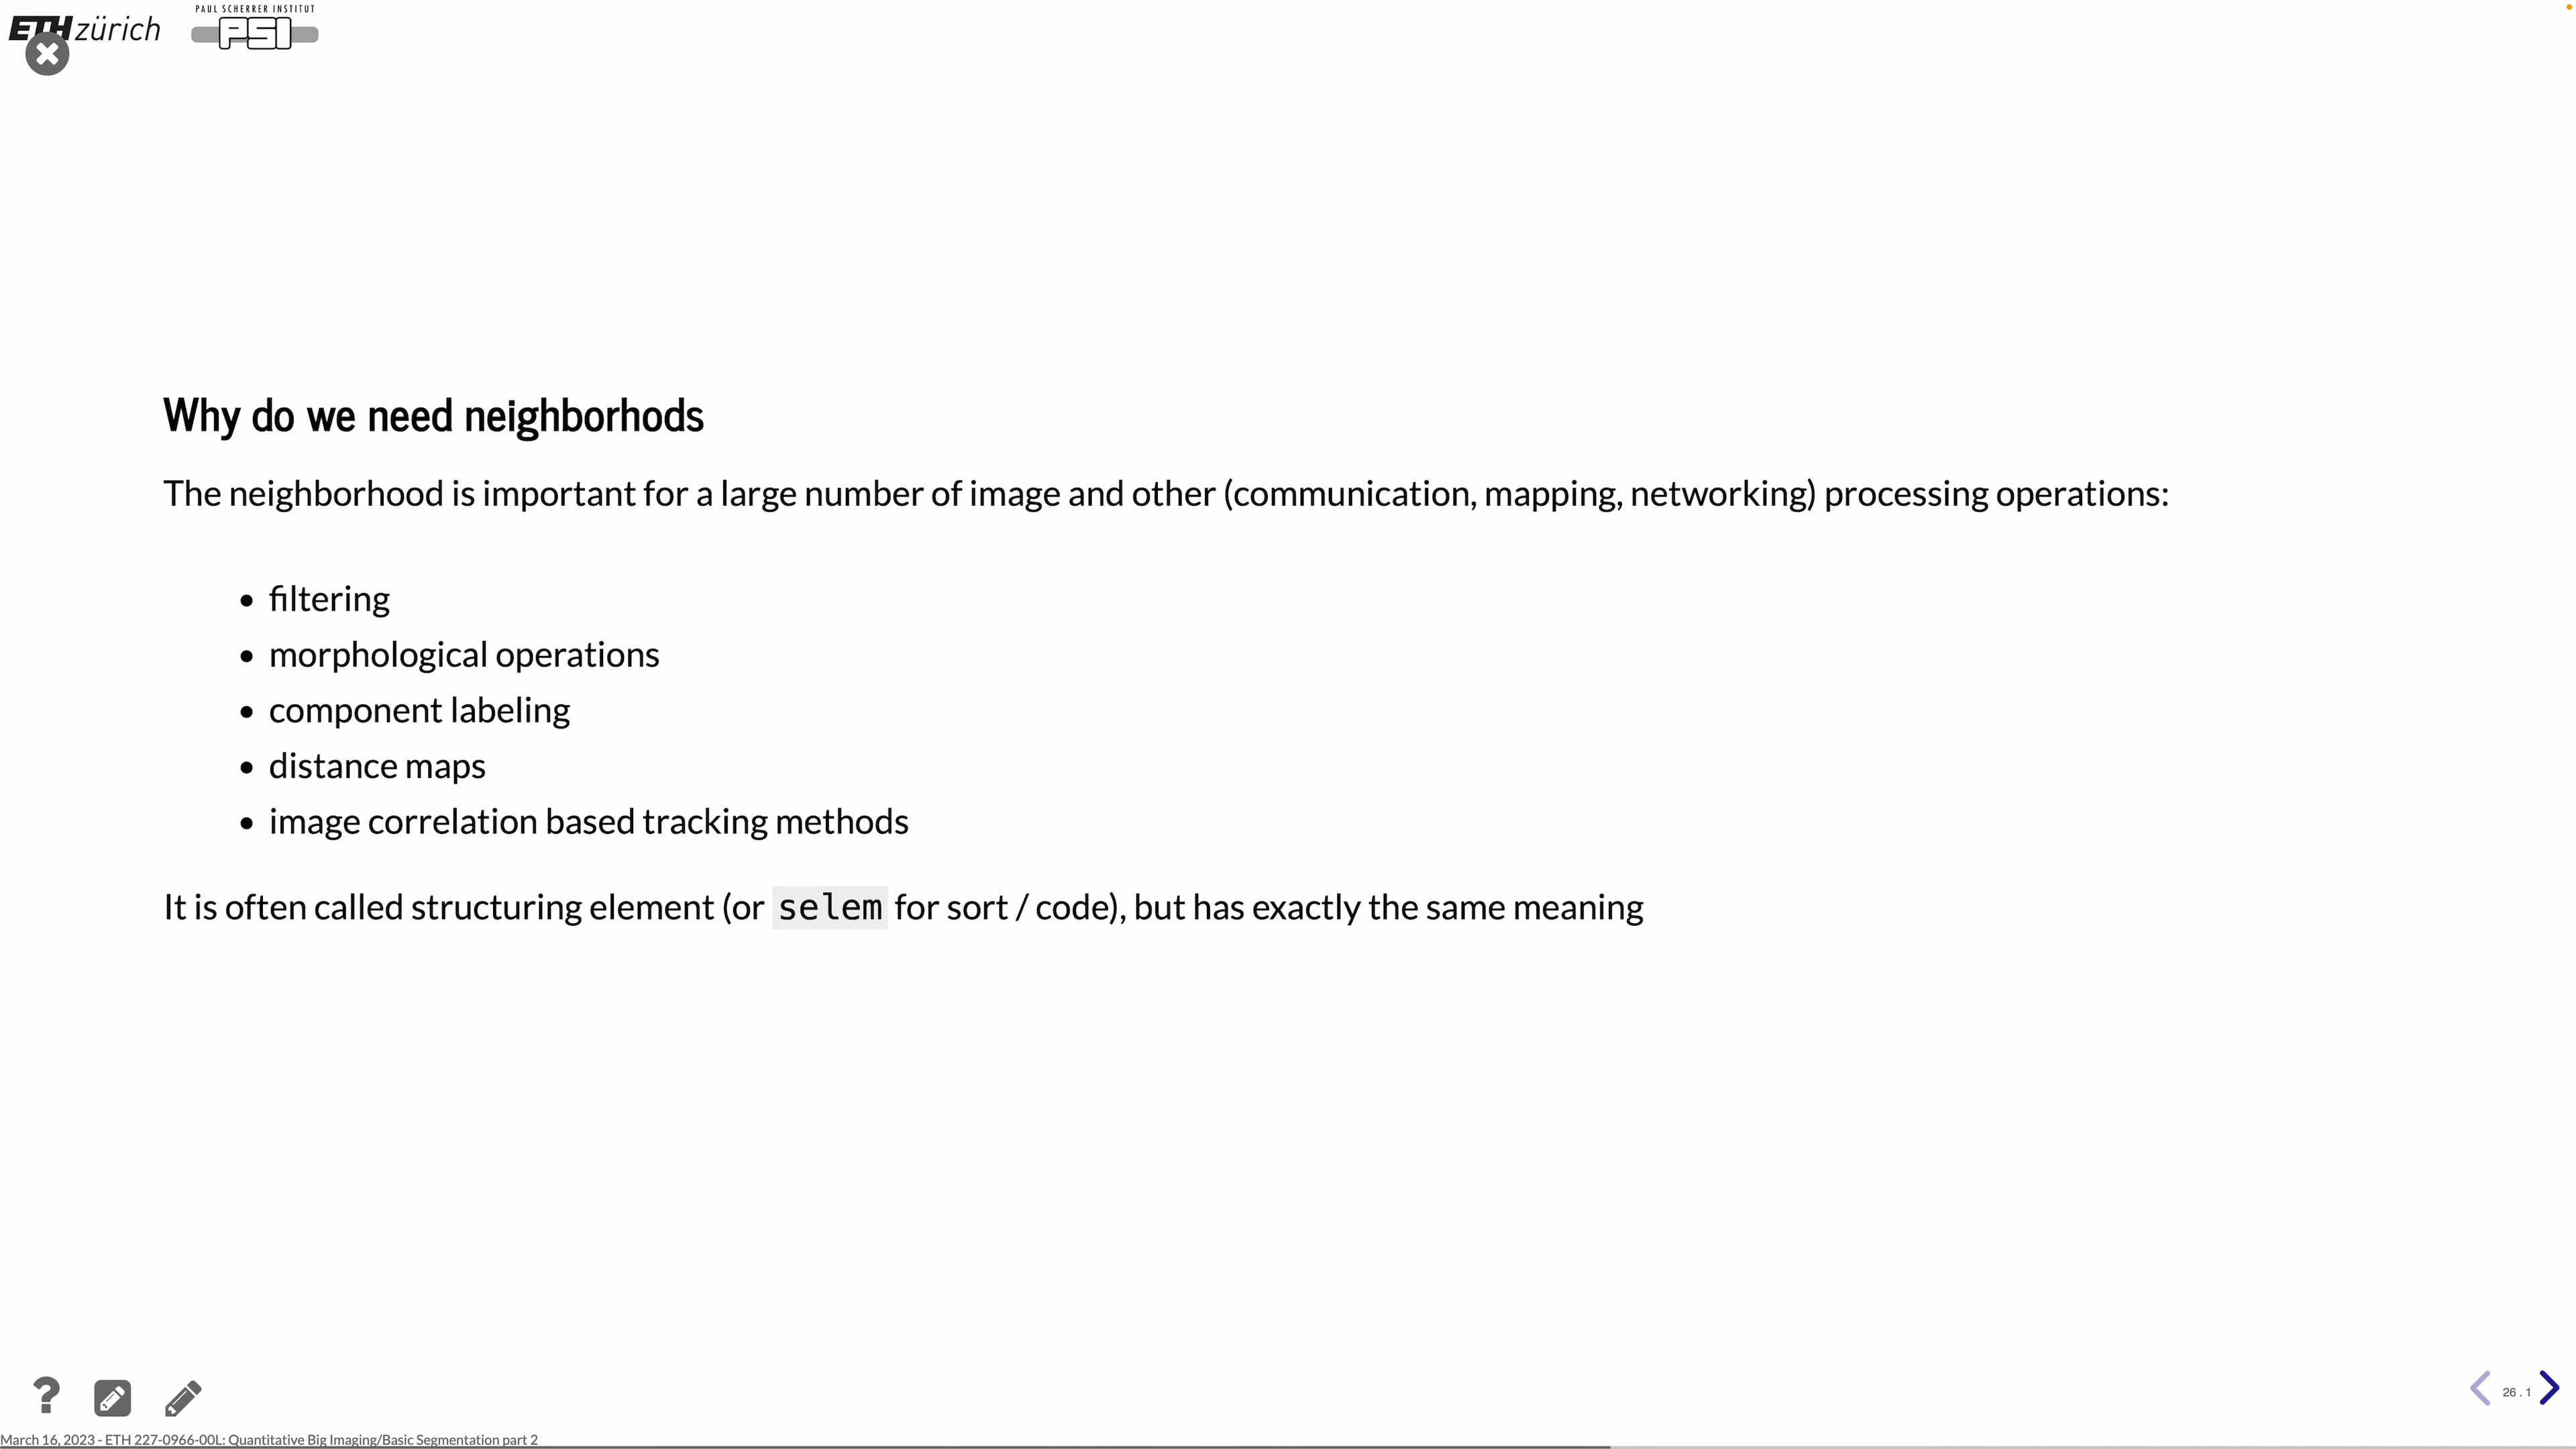 ETH zürich
PAUL SCHERRER INSTITUT
PSI
Why do we need neighborhods
The neighborhood is important for a large number of image and other (communication, mapping, networking) processing operations:
• filtering
• morphological operations
• component labeling
• distance maps
• image correlation based tracking methods
It is often called structuring element (or selem for sort / code), but has exactly the same meaning
26 . 1
March 16, 2023 - ETH 227-0966-00L: Quantitative Big Imaging/Basic Segmentation part 2